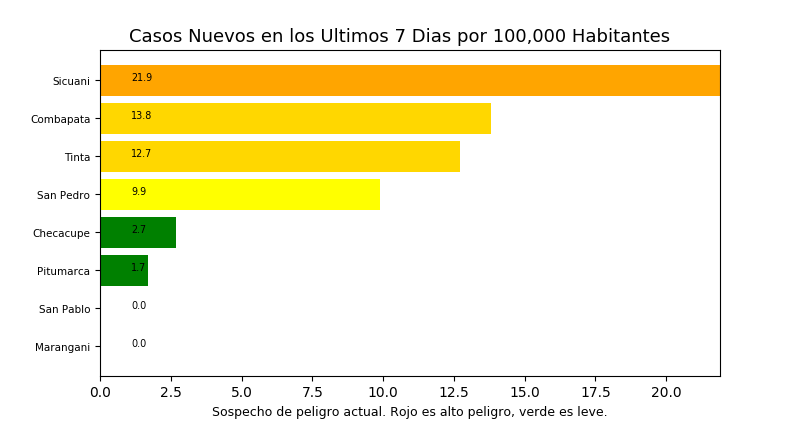 Casos Nuevos en los Ultimos 7 Dias por 100,000 Habitantes
Sicuani 21.9
Combapata 13.8
Tinta 12.7
San Pedro 9.9
Checacupe 2.7
Pitumarca 1.7
San Pablo 0.0
Marangani 0.0
0.0 2.5 5.0 7.5 10.0 12.5 15.0 17.5 20.0
Sospecho de peligro actual. Rojo es alto peligro, verde es leve.